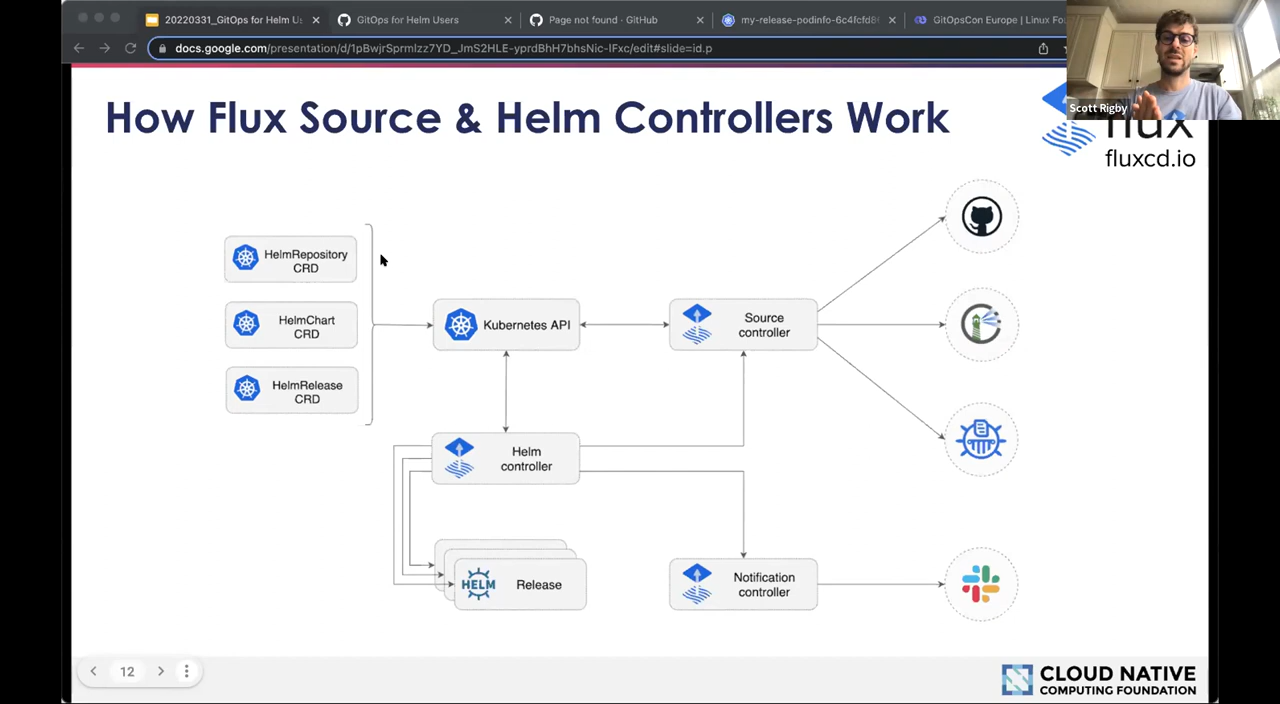 20220331_GitOps for Helm Us
GitOps for Helm Users
Page not found · GitHub
my-release-podinfo-6c4fcfd8
GitOpsCon Europe | Linux Fou
docs.google.com/presentation/d/1pBwjrSprmlzz7YD_JmS2HLE-yprdBhH7bhsNic-IFxc/edit#slide=id.p
Scott Rigby
How Flux Source & Helm Controllers Work
flux
fluxcd.io
HelmRepository
CRD
HelmChart
CRD
HelmRelease
CRD
Kubernetes API
Source
controller
Helm
controller
HELM
Release
Notification
controller
12
CLOUD NATIVE
COMPUTING FOUNDATION